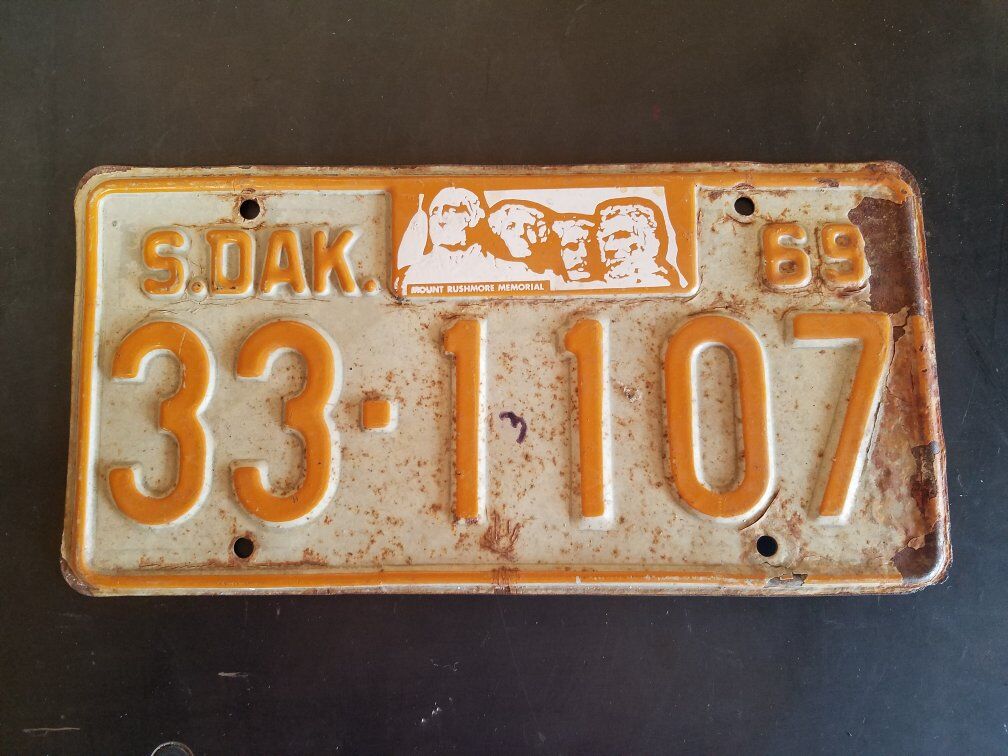 S.DAK. 69
MOUNT RUSHMORE MEMORIAL
33·1107